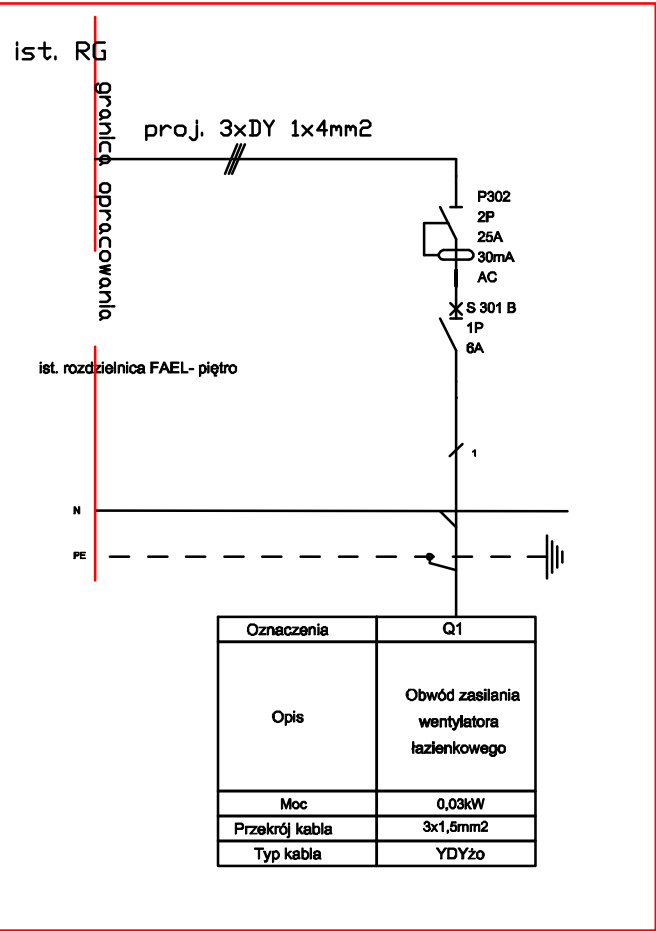 ist. RG
granica opracowania
proj. 3xDY 1x4mm2
P302
2P
25A
30mA
AC
S 301 B
1P
6A
ist. rozdzielnica FAEL- piętro
1
N
PE
Oznaczenia Q1
Opis
Obwód zasilania
wentylatora
łazienkowego
Moc 0,03kW
Przekrój kabla 3x1,5mm2
Typ kabla YDYżo